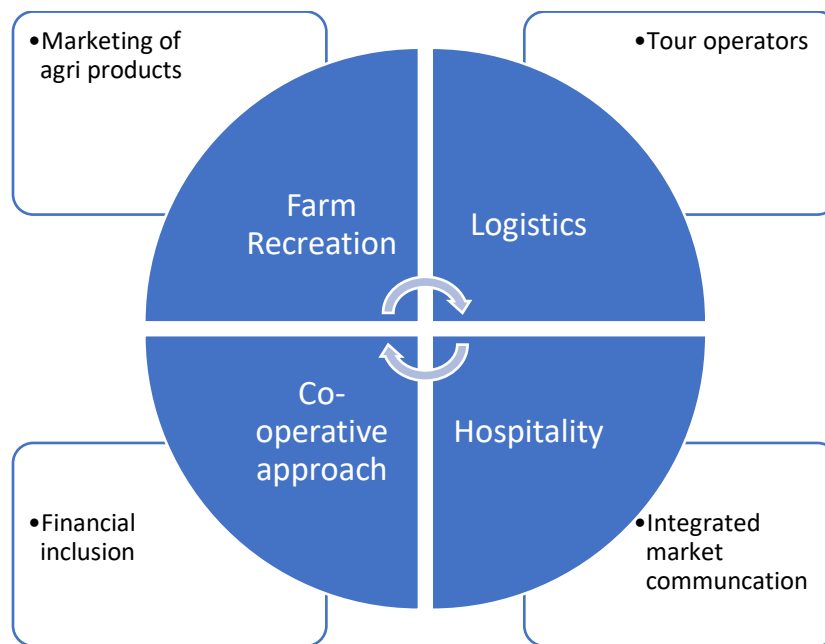 •Marketing of
agri products
•Tour operators
Farm
Recreation
Logistics
Co-
operative
approach
Hospitality
•Financial
inclusion
•Integrated
market
communcation